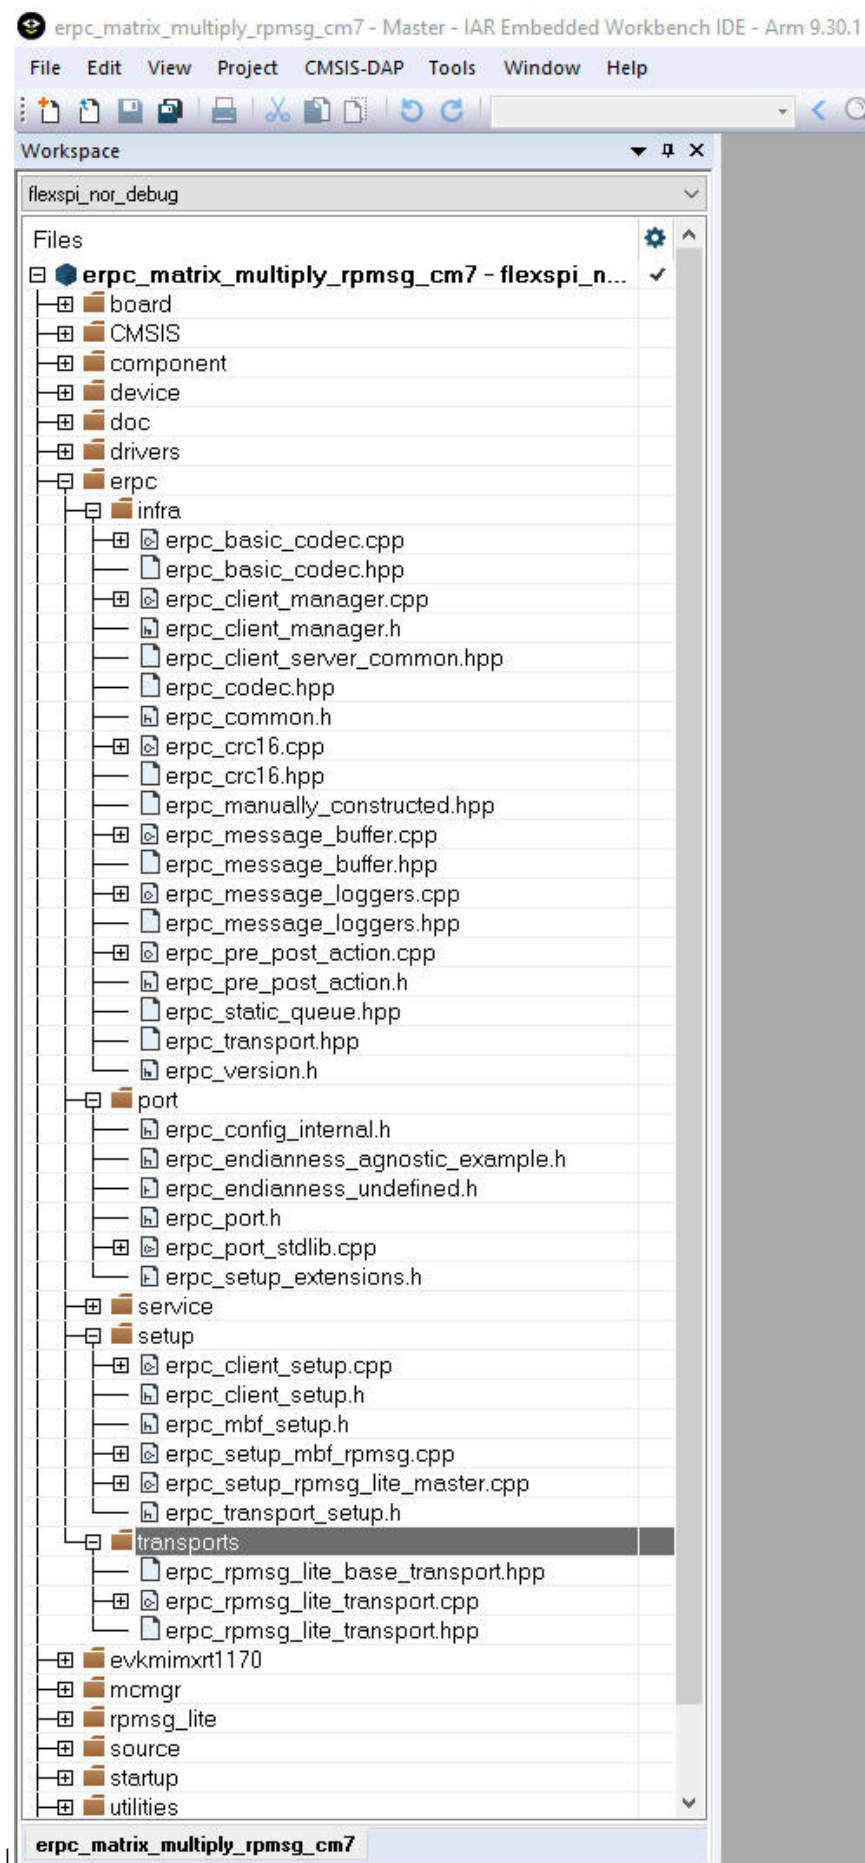 erpc_matrix_multiply_rpmsg_cm7 - Master - IAR Embedded Workbench IDE - Arm 9.30.1
File Edit View Project CMSIS-DAP Tools Window Help
Workspace
flexspi_nor_debug
Files
erpc_matrix_multiply_rpmsg_cm7 - flexspi_n...
board
CMSIS
component
device
doc
drivers
erpc
infra
erpc_basic_codec.cpp
erpc_basic_codec.hpp
erpc_client_manager.cpp
erpc_client_manager.h
erpc_client_server_common.hpp
erpc_codec.hpp
erpc_common.h
erpc_crc16.cpp
erpc_crc16.hpp
erpc_manually_constructed.hpp
erpc_message_buffer.cpp
erpc_message_buffer.hpp
erpc_message_loggers.cpp
erpc_message_loggers.hpp
erpc_pre_post_action.cpp
erpc_pre_post_action.h
erpc_static_queue.hpp
erpc_transport.hpp
erpc_version.h
port
erpc_config_internal.h
erpc_endianness_agnostic_example.h
erpc_endianness_undefined.h
erpc_port.h
erpc_port_stdlib.cpp
erpc_setup_extensions.h
service
setup
erpc_client_setup.cpp
erpc_client_setup.h
erpc_mbf_setup.h
erpc_setup_mbf_rpmsg.cpp
erpc_setup_rpmsg_lite_master.cpp
erpc_transport_setup.h
transports
erpc_rpmsg_lite_base_transport.hpp
erpc_rpmsg_lite_transport.cpp
erpc_rpmsg_lite_transport.hpp
evkmimxrt1170
mcmgr
rpmsg_lite
source
startup
utilities
erpc_matrix_multiply_rpmsg_cm7